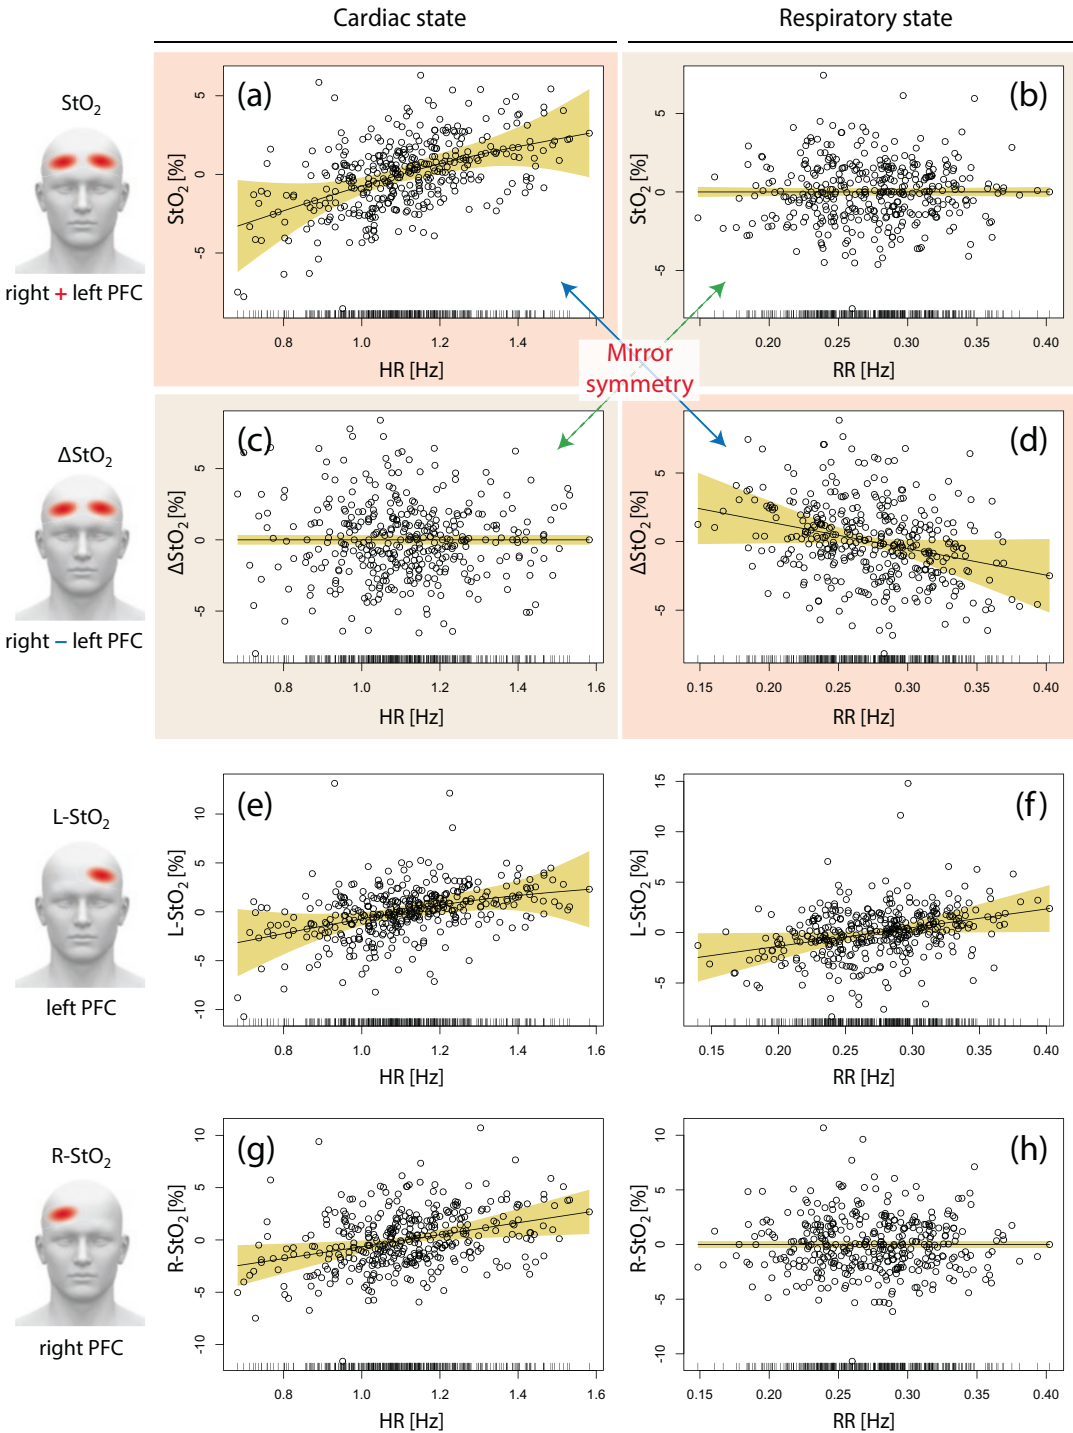 Cardiac state
Respiratory state
StO₂
right + left PFC
(a)
StO₂ [%]
5
0
-5
0.8 1.0 1.2 1.4 1.6
HR [Hz]
(b)
StO₂ [%]
5
0
-5
0.15 0.20 0.25 0.30 0.35 0.40
RR [Hz]
Mirror
symmetry
ΔStO₂
right − left PFC
(c)
ΔStO₂ [%]
5
0
-5
0.8 1.0 1.2 1.4 1.6
HR [Hz]
(d)
ΔStO₂ [%]
5
0
-5
0.15 0.20 0.25 0.30 0.35 0.40
RR [Hz]
L-StO₂
left PFC
(e)
L-StO₂ [%]
10
5
0
-5
-10
0.8 1.0 1.2 1.4 1.6
HR [Hz]
(f)
L-StO₂ [%]
15
10
5
0
-5
0.15 0.20 0.25 0.30 0.35 0.40
RR [Hz]
R-StO₂
right PFC
(g)
R-StO₂ [%]
10
5
0
-5
-10
0.8 1.0 1.2 1.4 1.6
HR [Hz]
(h)
R-StO₂ [%]
10
5
0
-5
-10
0.15 0.20 0.25 0.30 0.35 0.40
RR [Hz]